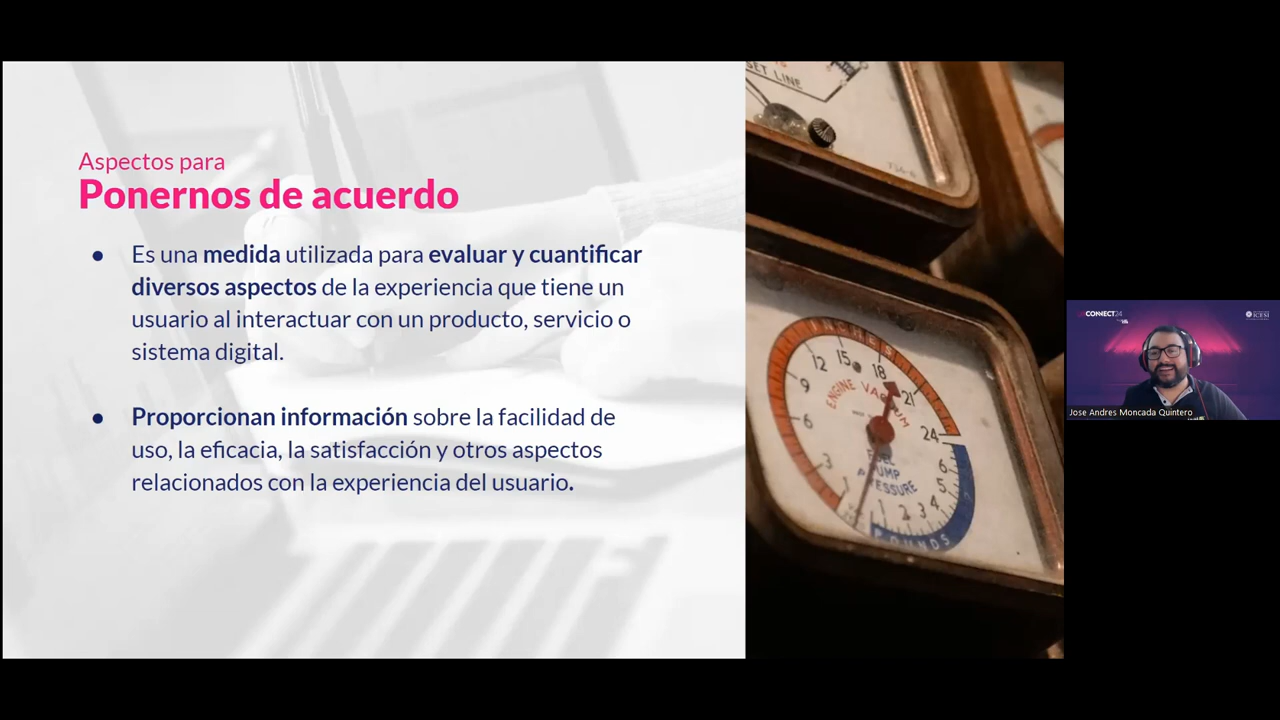 Aspectos para
Ponernos de acuerdo
● Es una medida utilizada para evaluar y cuantificar
diversos aspectos de la experiencia que tiene un
usuario al interactuar con un producto, servicio o
sistema digital.
● Proporcionan información sobre la facilidad de
uso, la eficacia, la satisfacción y otros aspectos
relacionados con la experiencia del usuario.
SET LINE
INCHES
12 15 18 21
9
6 24
3
ENGINE VACUUM
FUEL
PUMP
PRESSURE
6
5
4
3
2
1
POUNDS
CONNECT24
ICESI
Jose Andres Moncada Quintero